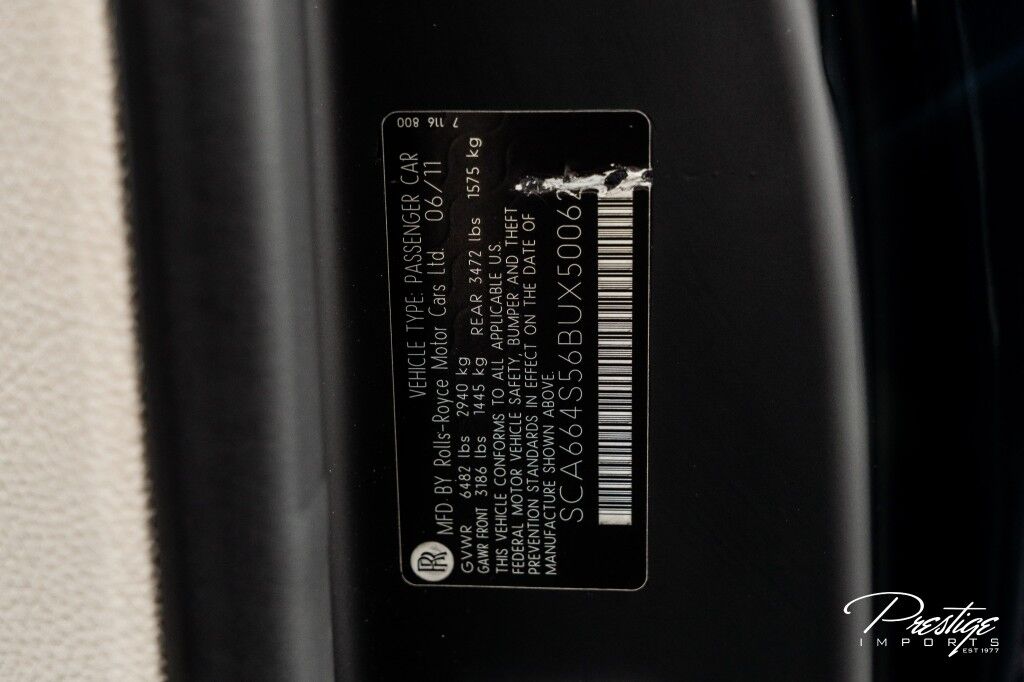 7 116 800
VEHICLE TYPE: PASSENGER CAR
MFD BY Rolls-Royce Motor Cars Ltd. 06/11
GVWR 6482 lbs 2940 kg
GAWR FRONT 3186 lbs 1445 kg REAR 3472 lbs 1575 kg
THIS VEHICLE CONFORMS TO ALL APPLICABLE U.S.
FEDERAL MOTOR VEHICLE SAFETY, BUMPER AND THEFT
PREVENTION STANDARDS IN EFFECT ON THE DATE OF
MANUFACTURE SHOWN ABOVE.
SCA664S56BUX50062
RR
Prestige
IMPORTS
EST 1977